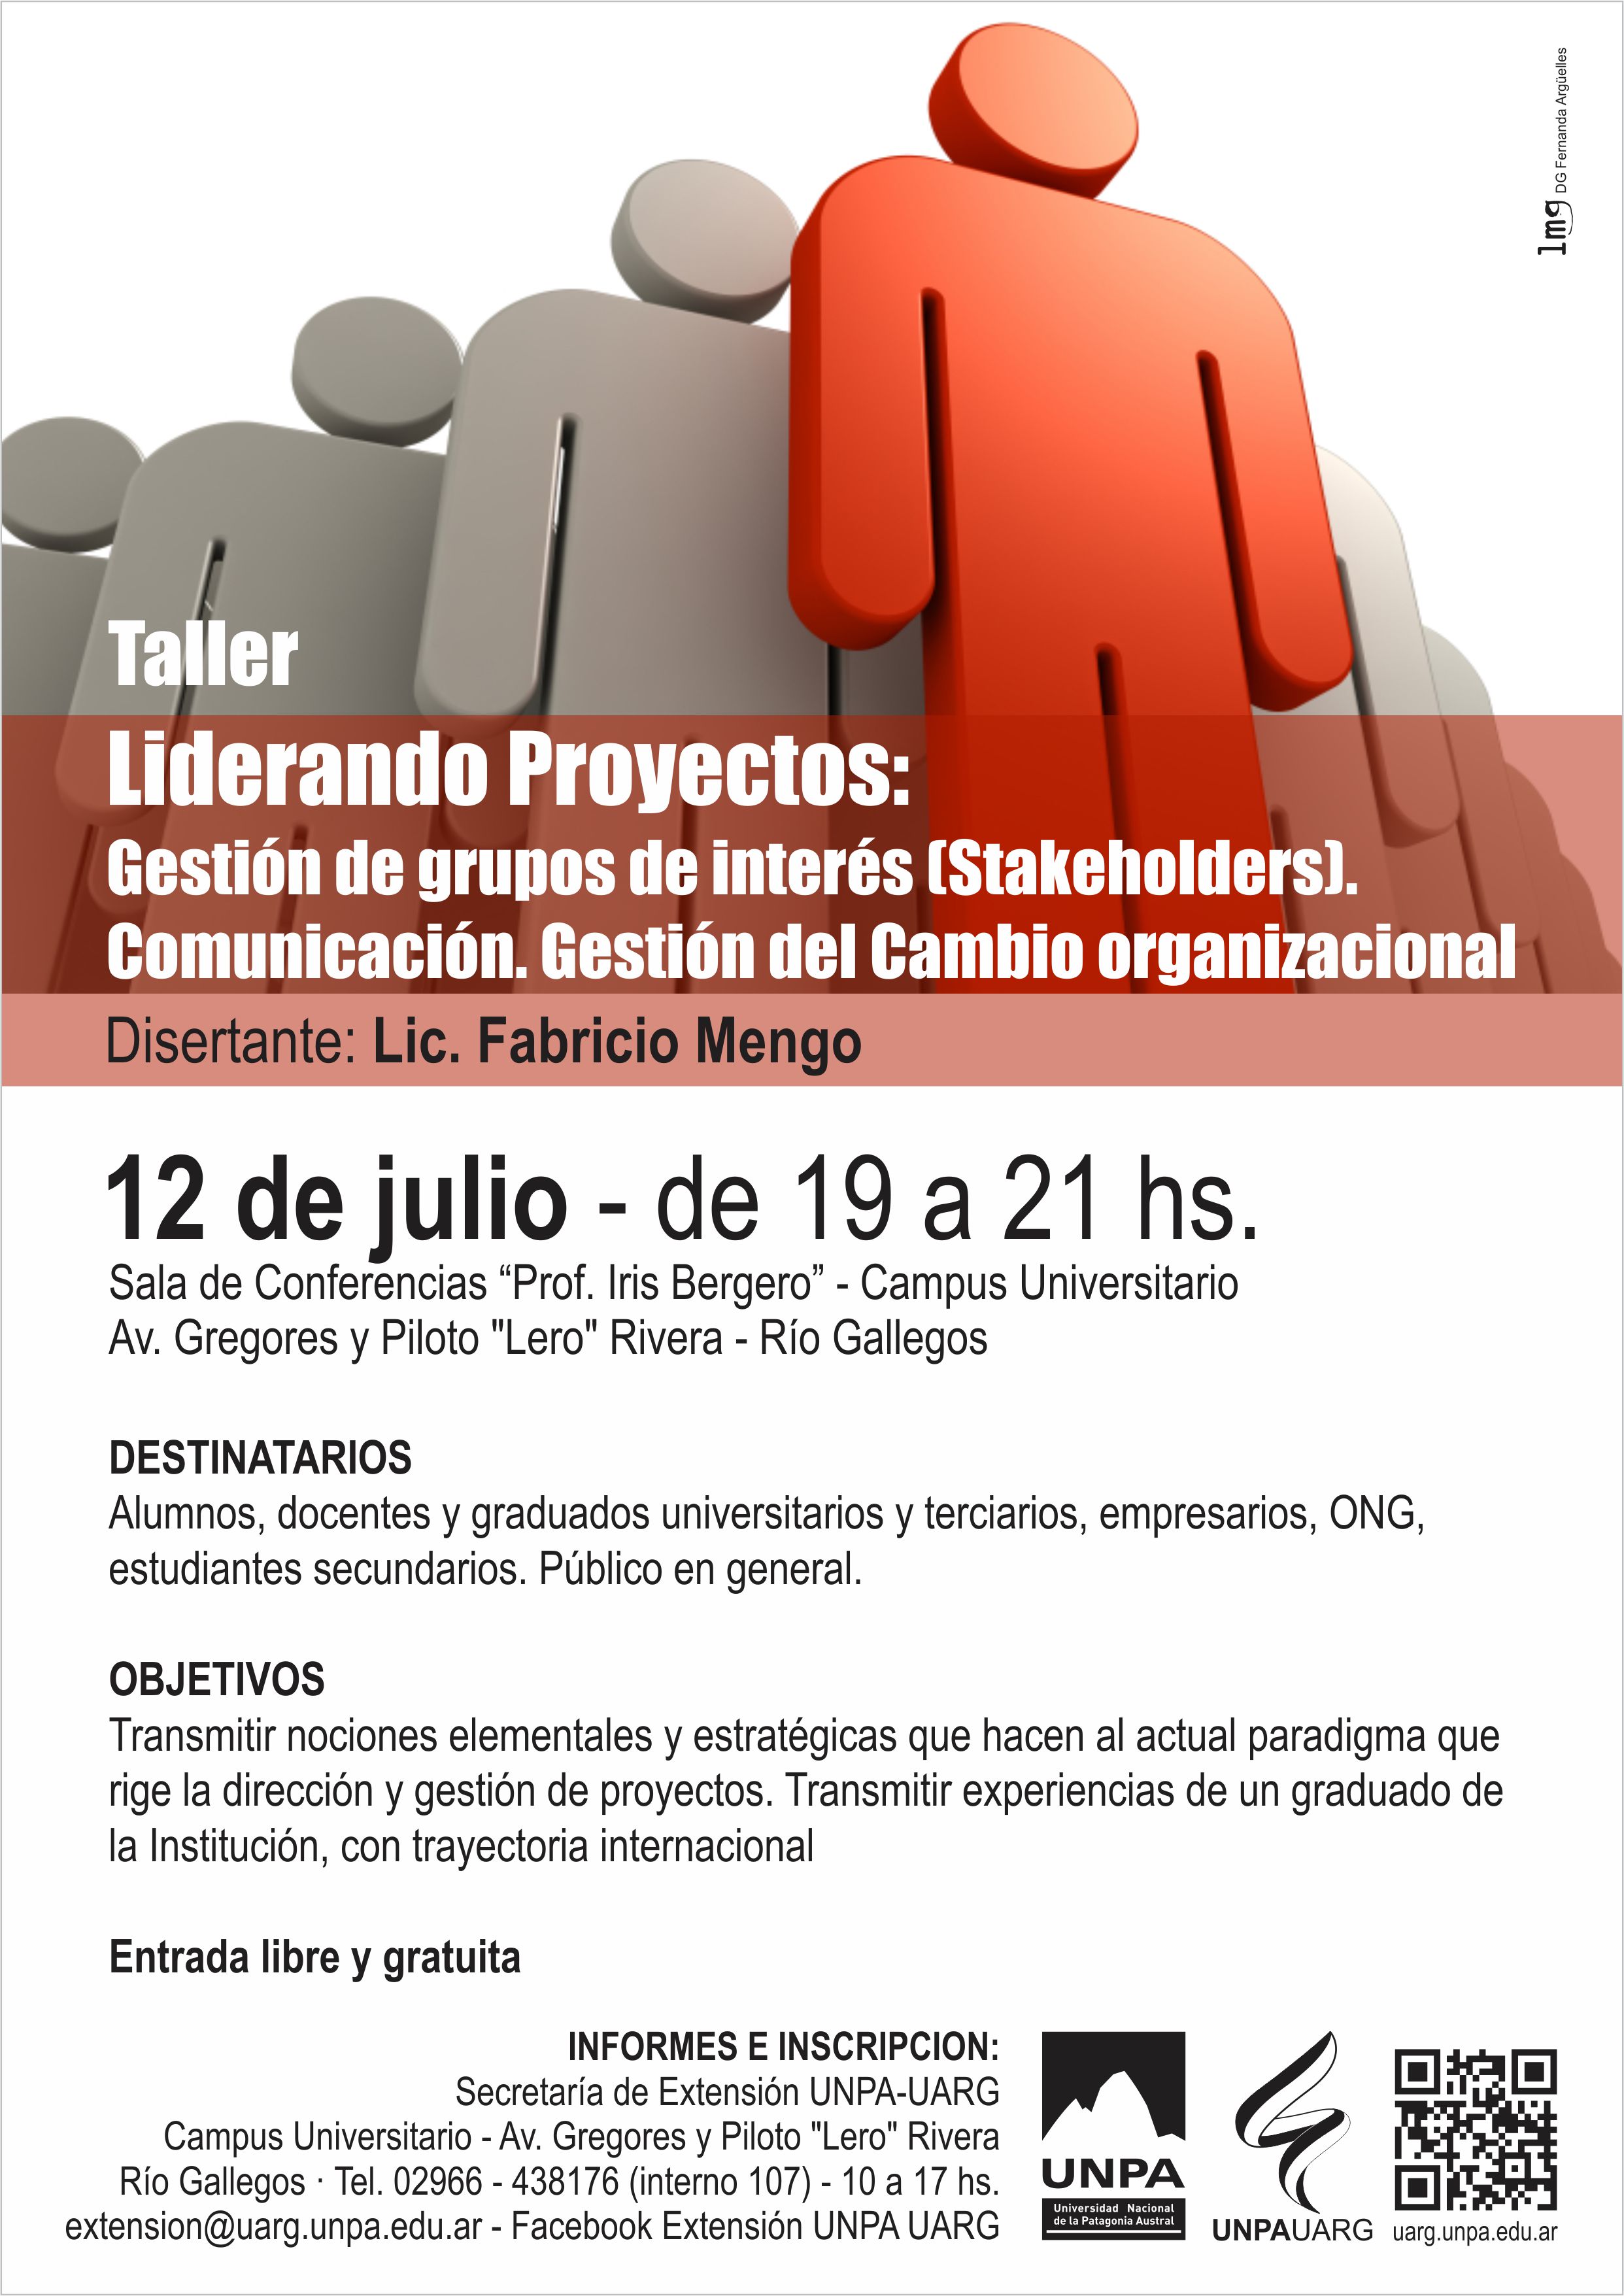 lmg DG Fernanda Argüelles
Taller
Liderando Proyectos:
Gestión de grupos de interés (Stakeholders).
Comunicación. Gestión del Cambio organizacional
Disertante: Lic. Fabricio Mengo
12 de julio - de 19 a 21 hs.
Sala de Conferencias “Prof. Iris Bergero” - Campus Universitario
Av. Gregores y Piloto "Lero" Rivera - Río Gallegos
DESTINATARIOS
Alumnos, docentes y graduados universitarios y terciarios, empresarios, ONG,
estudiantes secundarios. Público en general.
OBJETIVOS
Transmitir nociones elementales y estratégicas que hacen al actual paradigma que
rige la dirección y gestión de proyectos. Transmitir experiencias de un graduado de
la Institución, con trayectoria internacional
Entrada libre y gratuita
INFORMES E INSCRIPCION:
Secretaría de Extensión UNPA-UARG
Campus Universitario - Av. Gregores y Piloto "Lero" Rivera
Río Gallegos · Tel. 02966 - 438176 (interno 107) - 10 a 17 hs.
extension@uarg.unpa.edu.ar - Facebook Extensión UNPA UARG
UNPA
Universidad Nacional
de la Patagonia Austral
UNPAUARG
uarg.unpa.edu.ar